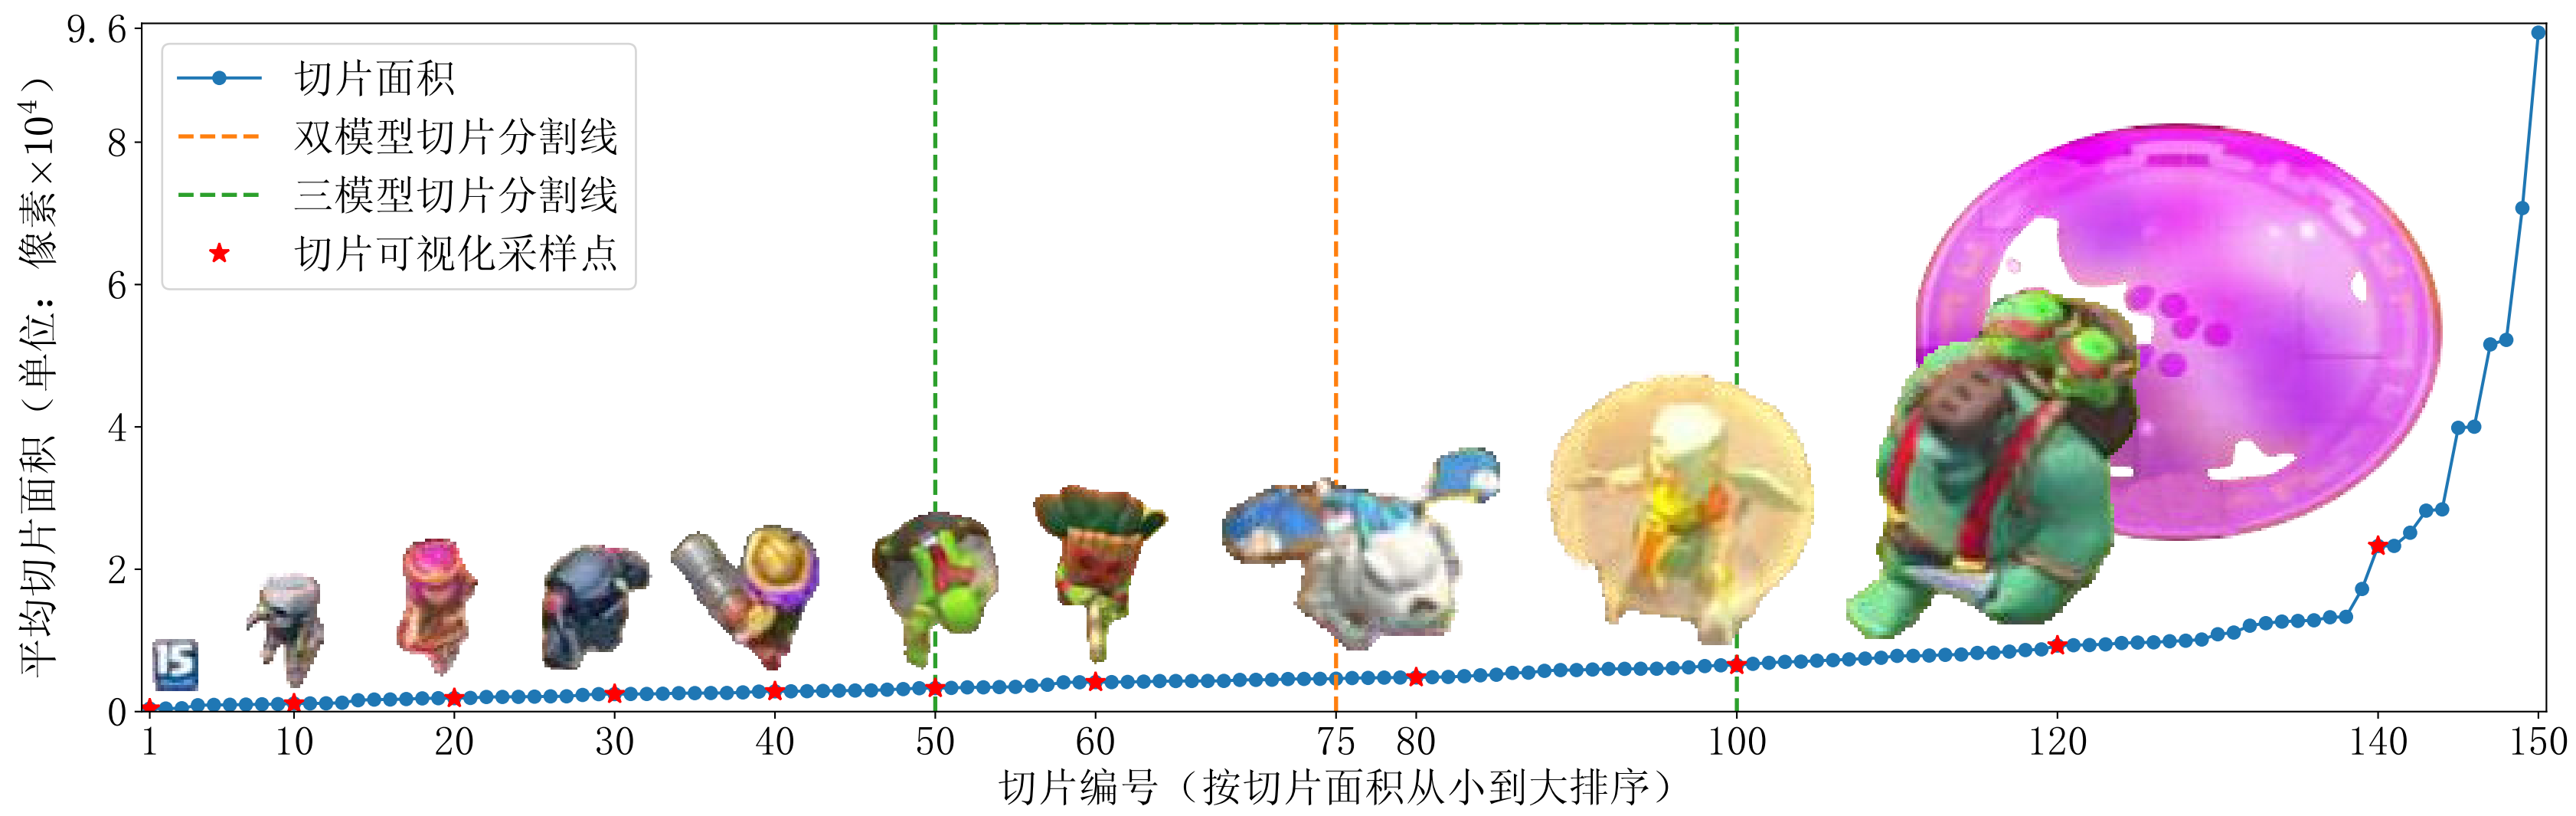 9.6
8
6
4
2
0
平均切片面积（单位：像素×10⁴）
切片面积
双模型切片分割线
三模型切片分割线
切片可视化采样点
15
1 10 20 30 40 50 60 75 80 100 120 140 150
切片编号（按切片面积从小到大排序）